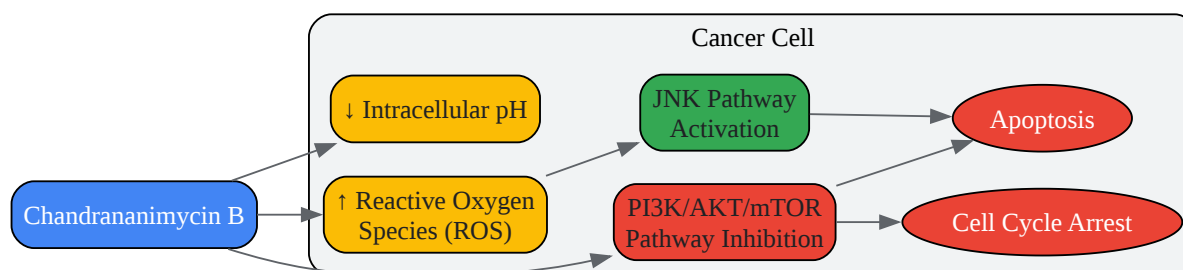 Cancer Cell
↓ Intracellular pH
JNK Pathway
Activation
Apoptosis
Chandrananimycin B
↑ Reactive Oxygen
Species (ROS)
PI3K/AKT/mTOR
Pathway Inhibition
Cell Cycle Arrest